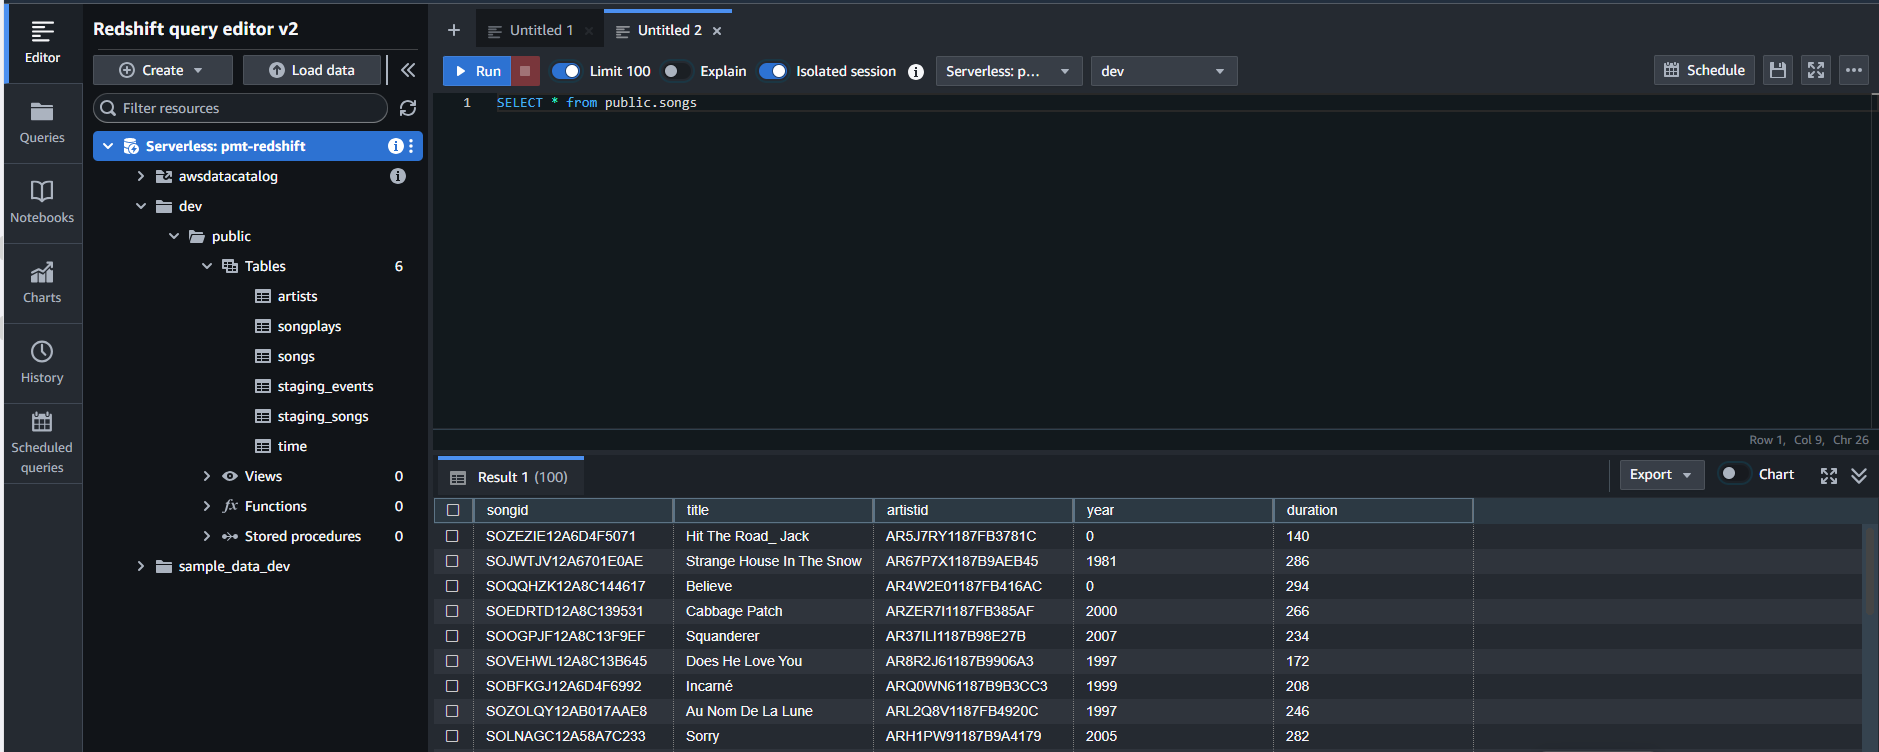 Editor
Queries
Notebooks
Charts
History
Scheduled
queries
Redshift query editor v2
Create
Load data
Filter resources
Serverless: pmt-redshift
awsdatacatalog
dev
public
Tables 6
artists
songplays
songs
staging_events
staging_songs
time
Views 0
fx Functions 0
Stored procedures 0
sample_data_dev
+ Untitled 1 × Untitled 2 ×
Run Limit 100 Explain Isolated session Serverless: p... dev Schedule
1 SELECT * from public.songs
Row 1, Col 9, Chr 26
Result 1 (100) Export Chart
songid title artistid year duration
SOZEZIE12A6D4F5071 Hit The Road_ Jack AR5J7RY1187FB3781C 0 140
SOJWTJV12A6701E0AE Strange House In The Snow AR67P7X1187B9AEB45 1981 286
SOQQHZK12A8C144617 Believe AR4W2E01187FB416AC 0 294
SOEDRTD12A8C139531 Cabbage Patch ARZER7I1187FB385AF 2000 266
SOOGPJF12A8C13F9EF Squanderer AR37ILI1187B98E27B 2007 234
SOVEHWL12A8C13B645 Does He Love You AR8R2J61187B9906A3 1997 172
SOBFKGJ12A6D4F6992 Incarné ARQ0WN61187B9B3CC3 1999 208
SOZOLQY12AB017AAE8 Au Nom De La Lune ARL2Q8V1187FB4920C 1997 246
SOLNAGC12A58A7C233 Sorry ARH1PW91187B9A4179 2005 282